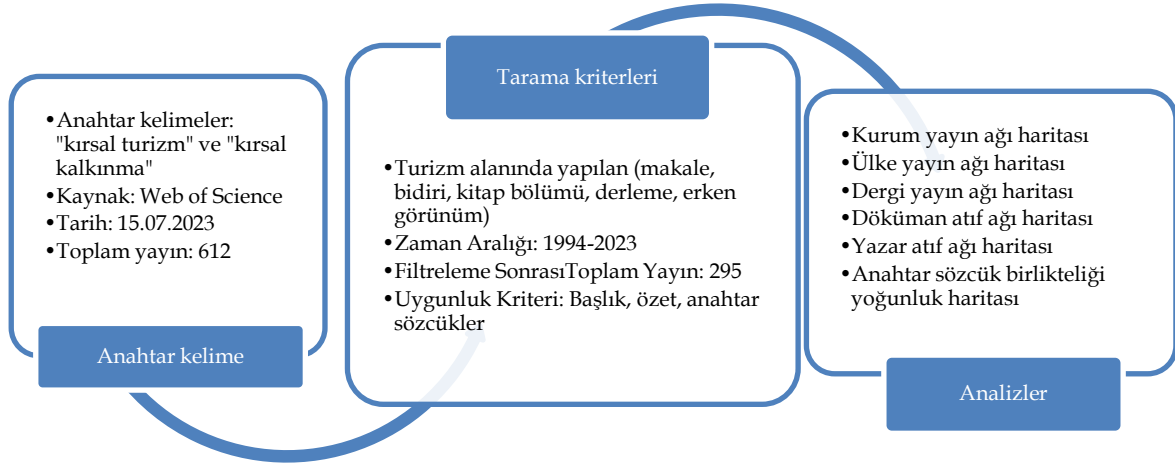 •Anahtar kelimeler:
"kırsal turizm" ve "kırsal
kalkınma"
•Kaynak: Web of Science
•Tarih: 15.07.2023
•Toplam yayın: 612
Anahtar kelime
Tarama kriterleri
•Turizm alanında yapılan (makale,
bidiri, kitap bölümü, derleme, erken
görünüm)
•Zaman Aralığı: 1994-2023
•Filtreleme SonrasıToplam Yayın: 295
•Uygunluk Kriteri: Başlık, özet, anahtar
sözcükler
•Kurum yayın ağı haritası
•Ülke yayın ağı haritası
•Dergi yayın ağı haritası
•Döküman atıf ağı haritası
•Yazar atıf ağı haritası
•Anahtar sözcük birlikteliği
yoğunluk haritası
Analizler